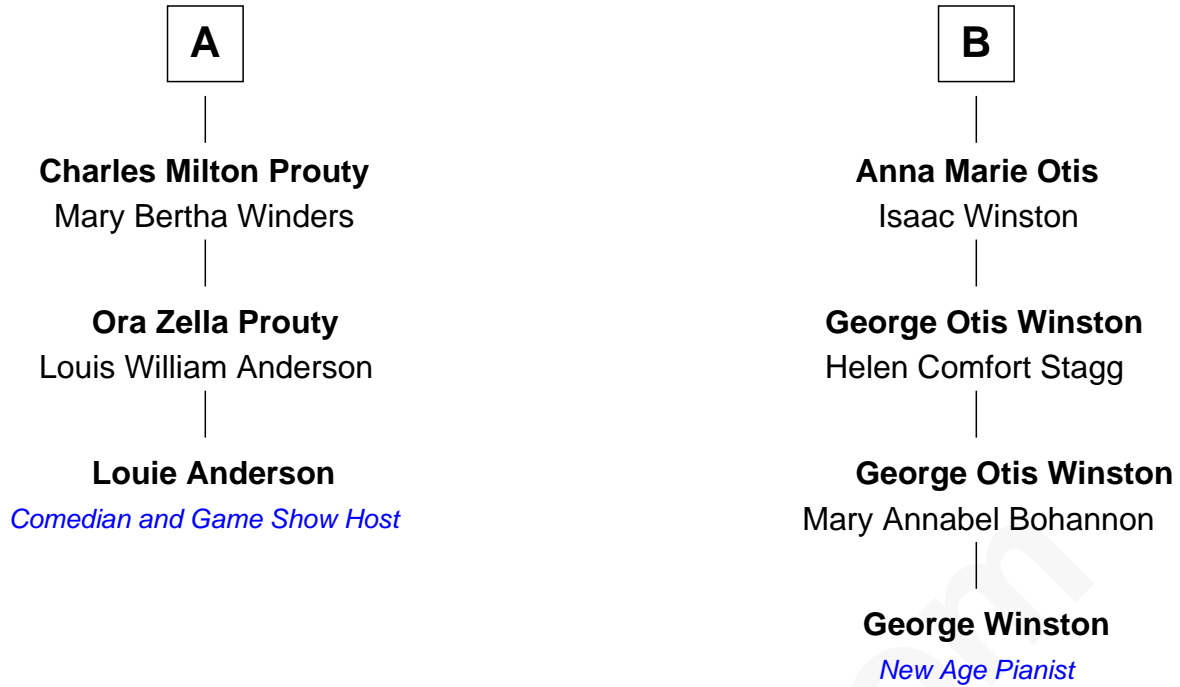 A
Charles Milton Prouty
Mary Bertha Winders
Ora Zella Prouty
Louis William Anderson
Louie Anderson
Comedian and Game Show Host
B
Anna Marie Otis
Isaac Winston
George Otis Winston
Helen Comfort Stagg
George Otis Winston
Mary Annabel Bohannon
George Winston
New Age Pianist